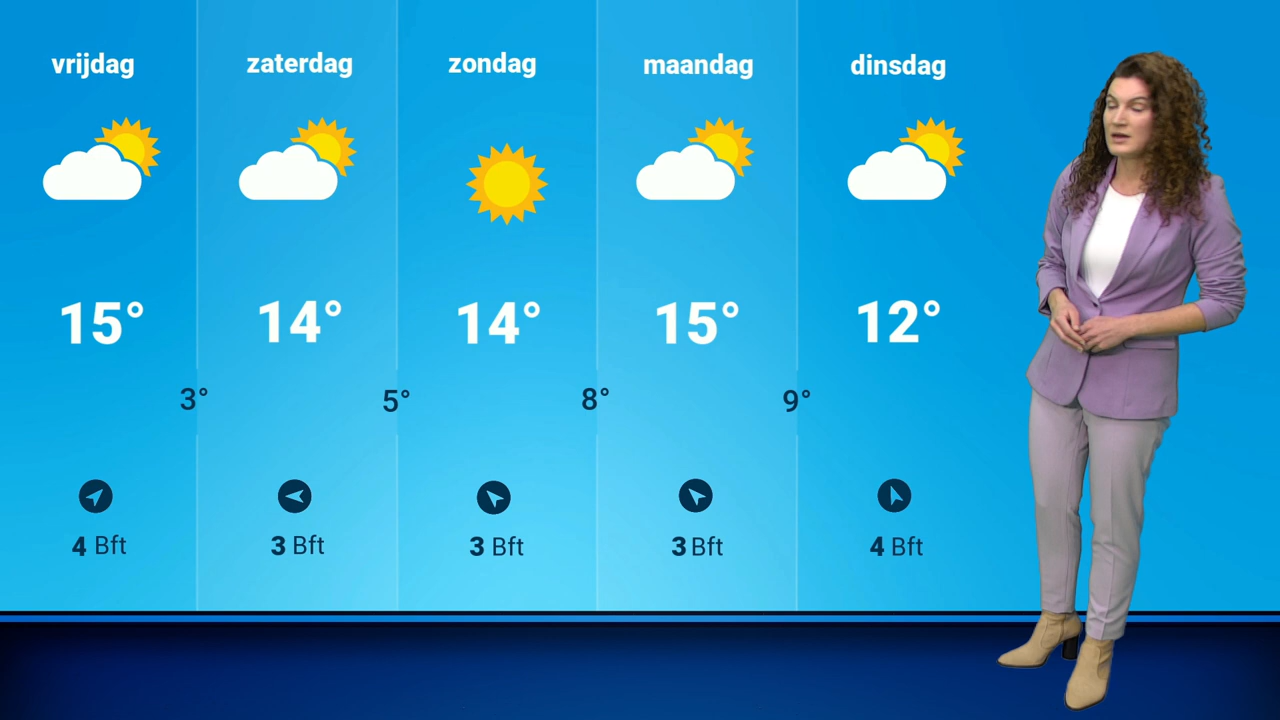 vrijdag zaterdag zondag maandag dinsdag
15° 14° 14° 15° 12°
3° 5° 8° 9°
4 Bft 3 Bft 3 Bft 3 Bft 4 Bft